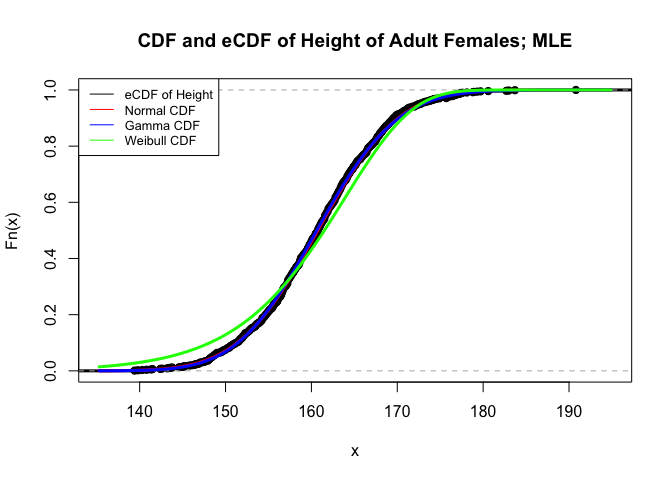 CDF and eCDF of Height of Adult Females; MLE
eCDF of Height
Normal CDF
Gamma CDF
Weibull CDF
Fn(x)
1.0
0.8
0.6
0.4
0.2
0.0
140 150 160 170 180 190
x